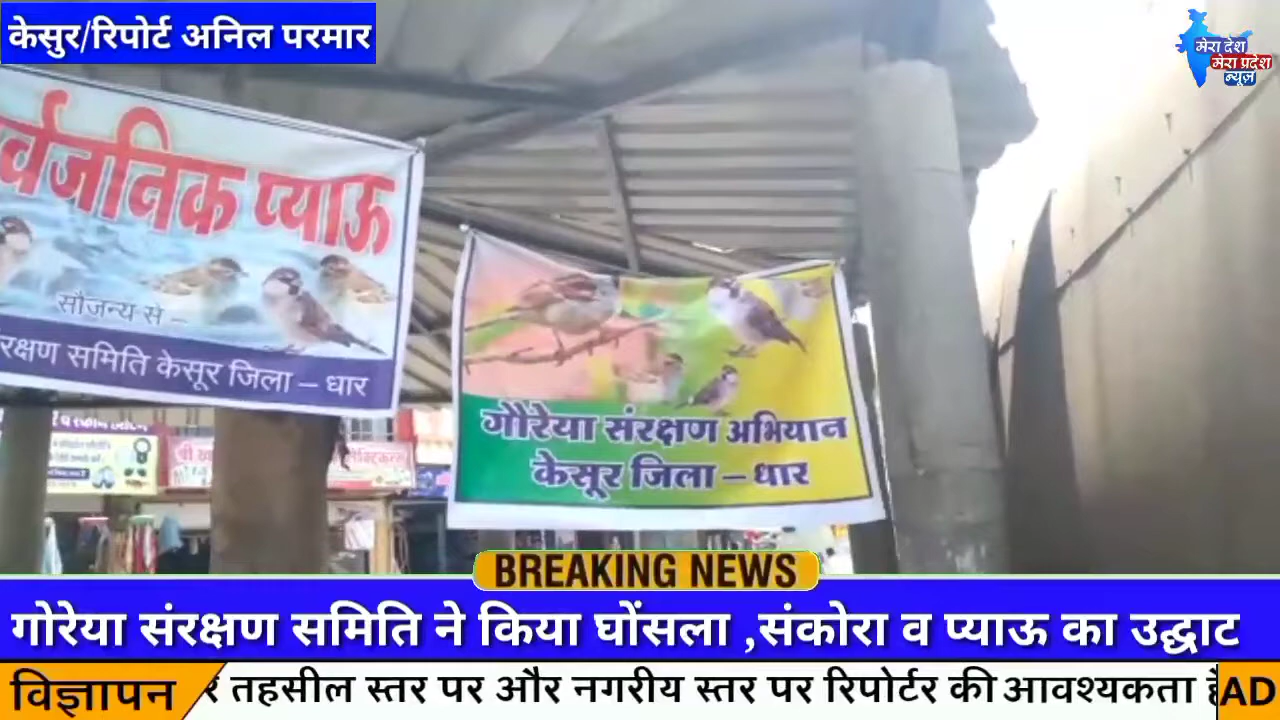 केसुर/रिपोर्ट अनिल परमार
मेरा देश
मेरा प्रदेश
न्यूज़
र्वजनिक प्याऊ
सौजन्य से –
रक्षण समिति केसूर जिला – धार
गौरेया संरक्षण अभियान
केसूर जिला – धार
BREAKING NEWS
गोरेया संरक्षण समिति ने किया घोंसला ,संकोरा व प्याऊ का उद्घाट
विज्ञापन
र तहसील स्तर पर और नगरीय स्तर पर रिपोर्टर की आवश्यकता है
AD